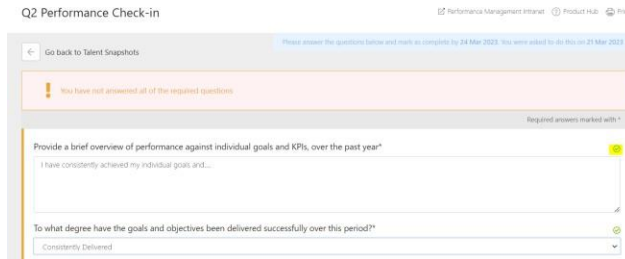 Q2 Performance Check-in
Performance Management Intranet Product Hub
Please answer the questions below and mark as complete by 24 Mar 2023. You were asked to do this on 21 Mar 2023
Go back to Talent Snapshots
You have not answered all of the required questions
Required answers marked with *
Provide a brief overview of performance against individual goals and KPIs, over the past year*
I have consistently achieved my individual goals and....
To what degree have the goals and objectives been delivered successfully over this period?*
Consistently Delivered